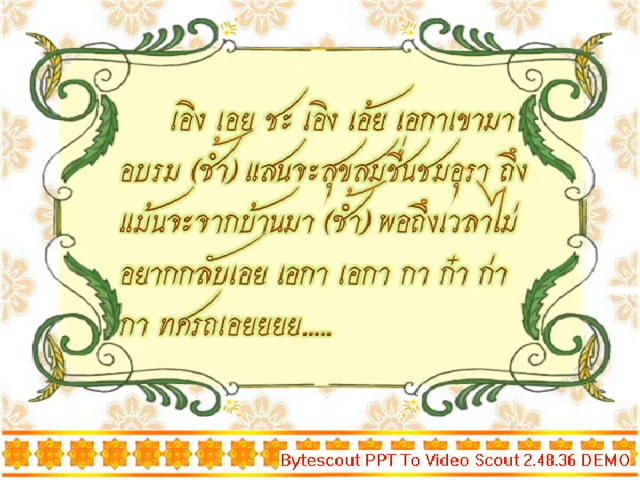 เอิง เอย ชะ เอิง เอ้ย เอกาเขามา
อบรม (ซ้ำ) แสนจะสุขสมชื่นชมอุรา ถึง
แม้นจะจากบ้านมา (ซ้ำ) พอถึงเวลาไม่
อยากกลับเอย เอกา เอกา กา ก๋า ก่า
กา ทศรถเอยยยย.....
Bytescout PPT To Video Scout 2.48.36 DEMO